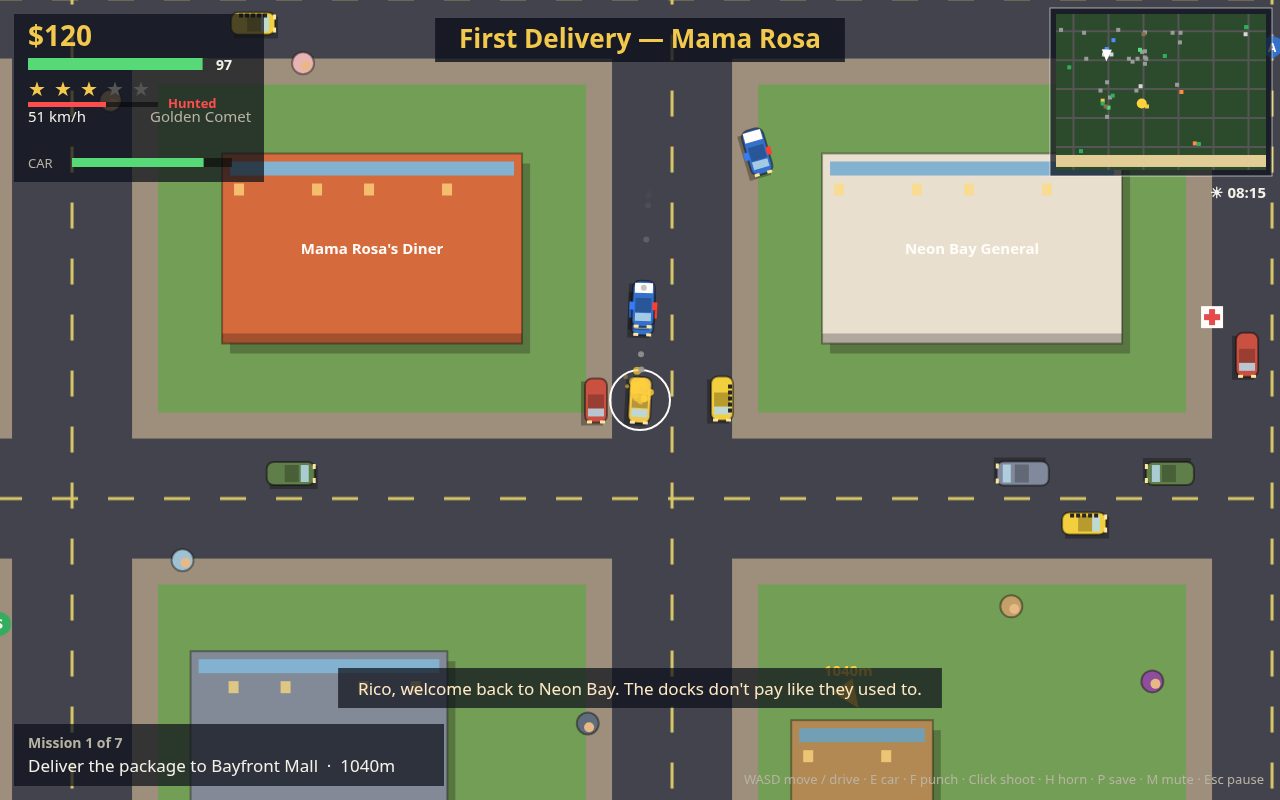 $120
First Delivery — Mama Rosa
97
Hunted
51 km/h
Golden Comet
CAR
08:15
Mama Rosa's Diner
Neon Bay General
1040m
Rico, welcome back to Neon Bay. The docks don't pay like they used to.
Mission 1 of 7
Deliver the package to Bayfront Mall · 1040m
WASD move / drive · E car · F punch · Click shoot · H horn · P save · M mute · Esc pause